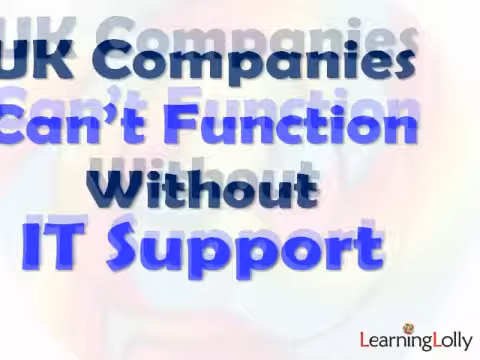 UK Companies
Can't Function
Without
IT Support
LearningLolly